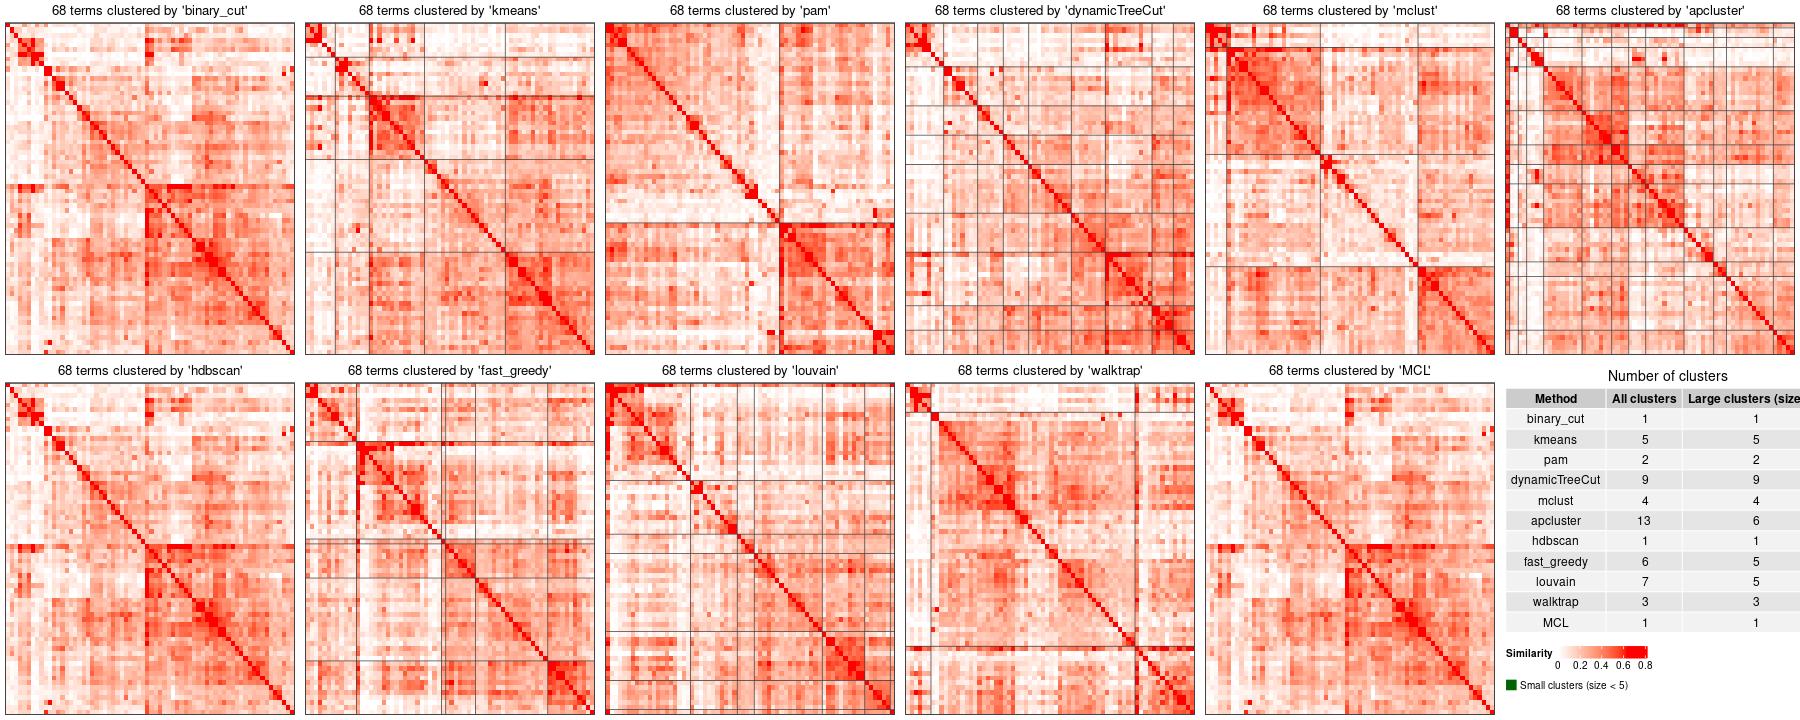 68 terms clustered by 'binary_cut'
68 terms clustered by 'kmeans'
68 terms clustered by 'pam'
68 terms clustered by 'dynamicTreeCut'
68 terms clustered by 'mclust'
68 terms clustered by 'apcluster'
68 terms clustered by 'hdbscan'
68 terms clustered by 'fast_greedy'
68 terms clustered by 'louvain'
68 terms clustered by 'walktrap'
68 terms clustered by 'MCL'
Number of clusters
Method All clusters Large clusters (size
binary_cut 1 1
kmeans 5 5
pam 2 2
dynamicTreeCut 9 9
mclust 4 4
apcluster 13 6
hdbscan 1 1
fast_greedy 6 5
louvain 7 5
walktrap 3 3
MCL 1 1
Similarity
0 0.2 0.4 0.6 0.8
Small clusters (size < 5)